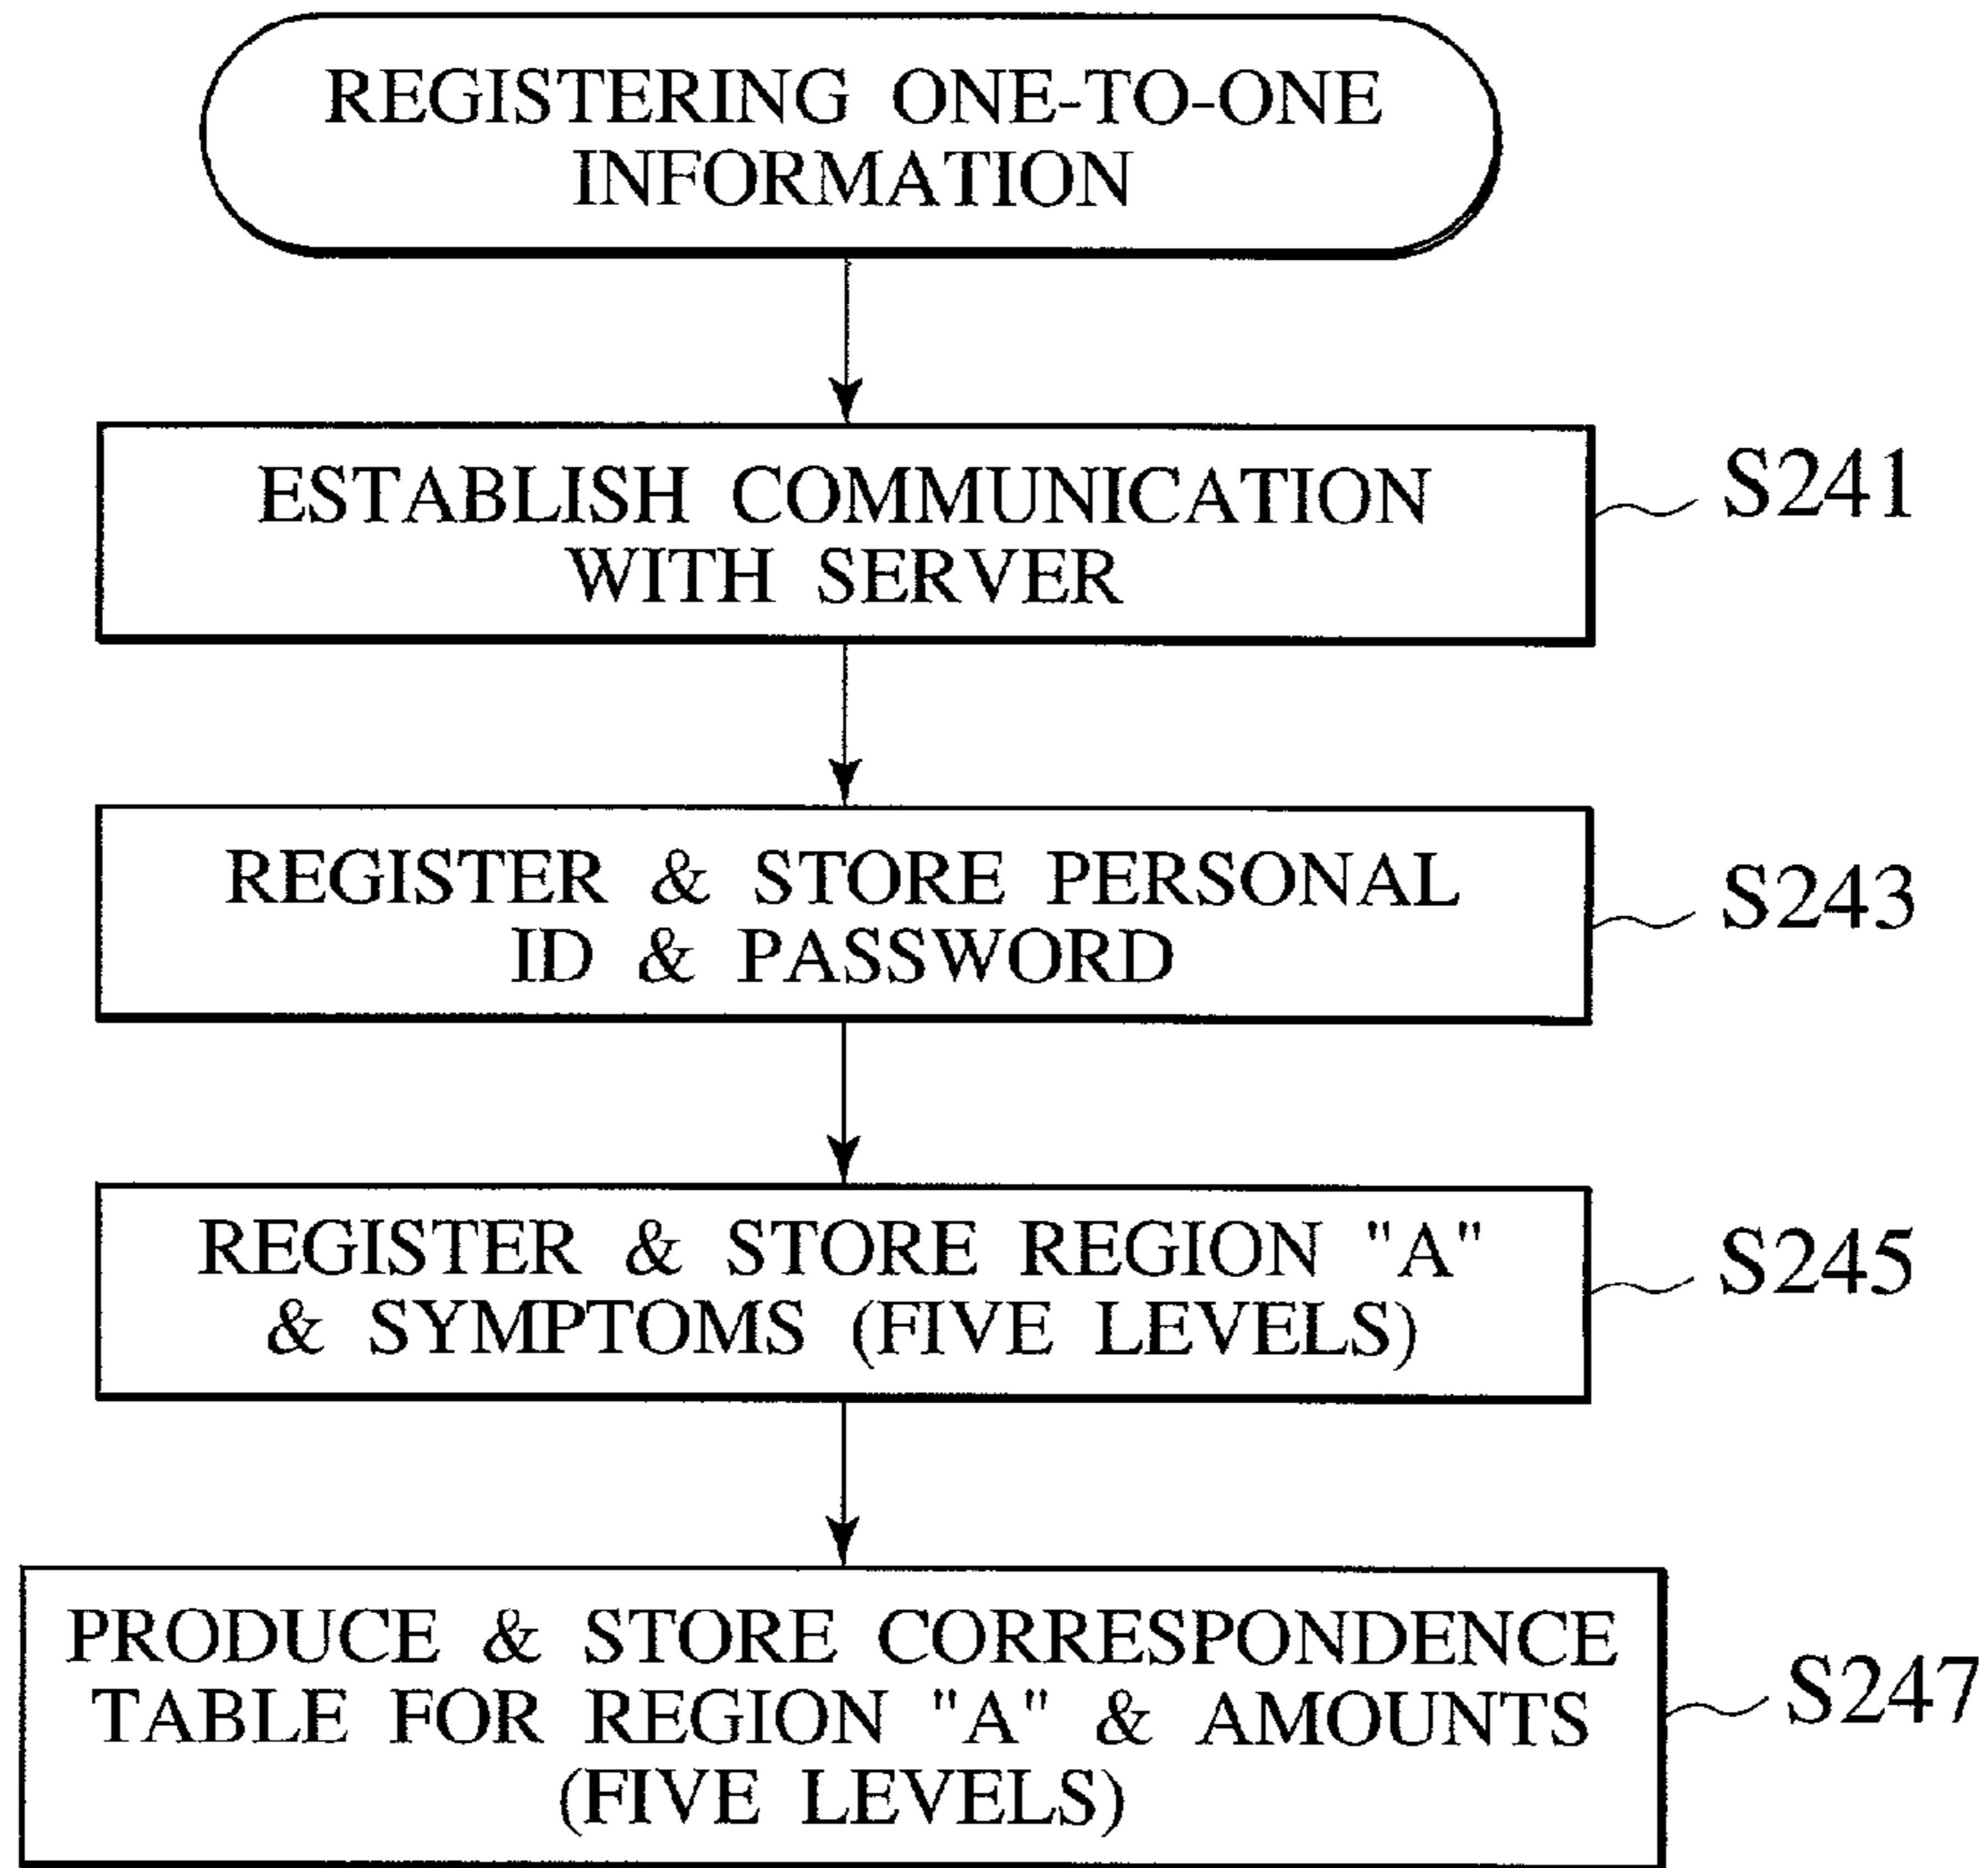 REGISTERING ONE-TO-ONE
INFORMATION
ESTABLISH COMMUNICATION
WITH SERVER
S241
REGISTER & STORE PERSONAL
ID & PASSWORD
S243
REGISTER & STORE REGION "A"
& SYMPTOMS (FIVE LEVELS)
S245
PRODUCE & STORE CORRESPONDENCE
TABLE FOR REGION "A" & AMOUNTS
(FIVE LEVELS)
S247